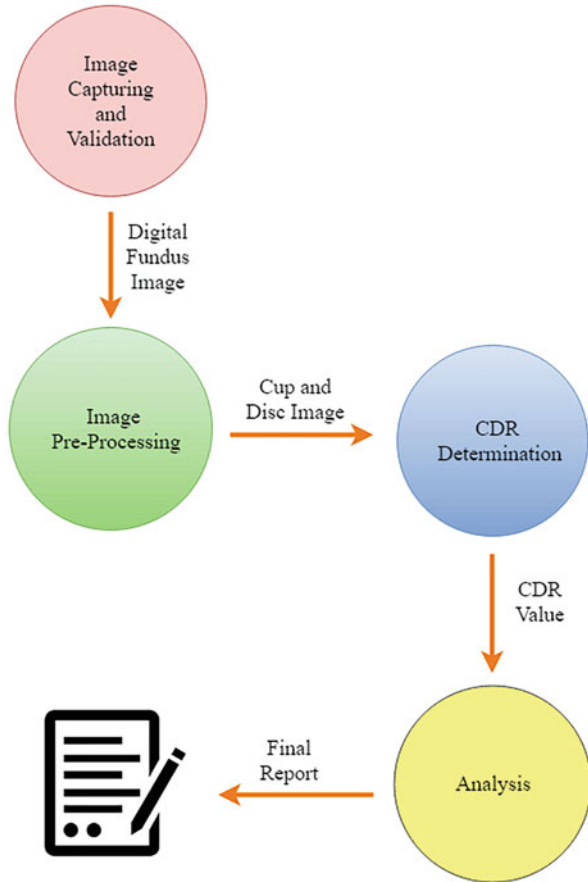 Image
Capturing
and
Validation
Digital
Fundus
Image
Image
Pre-Processing
Cup and
Disc Image
CDR
Determination
CDR
Value
Analysis
Final
Report